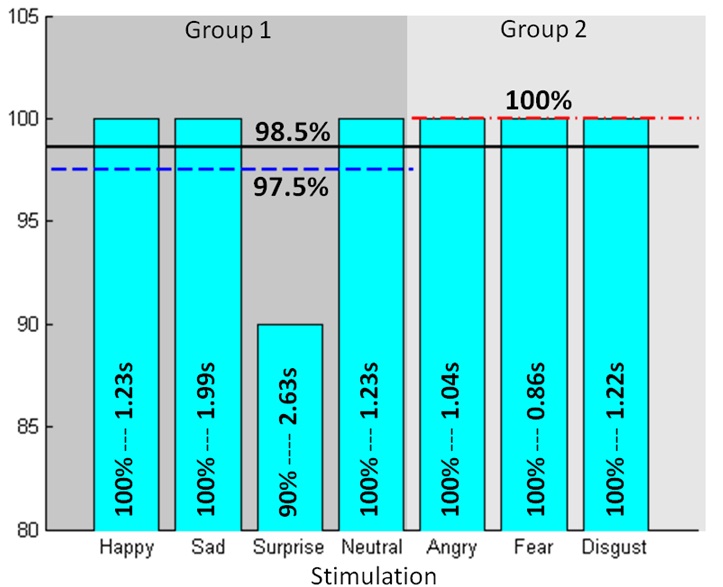 Group 1
Group 2
105
100
95
90
85
80
98.5%
97.5%
100%
100% ---- 1.23s
100% ---- 1.99s
90% ---- 2.63s
100% ---- 1.23s
100% ---- 1.04s
100% ---- 0.86s
100% ---- 1.22s
Happy Sad Surprise Neutral Angry Fear Disgust
Stimulation